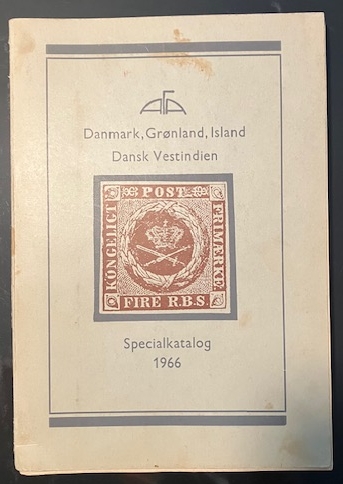 AFA
Danmark, Grønland, Island
Dansk Vestindien
KONGELIGT POST FRIMÆRKE
FIRE R.B.S.
Specialkatalog
1966